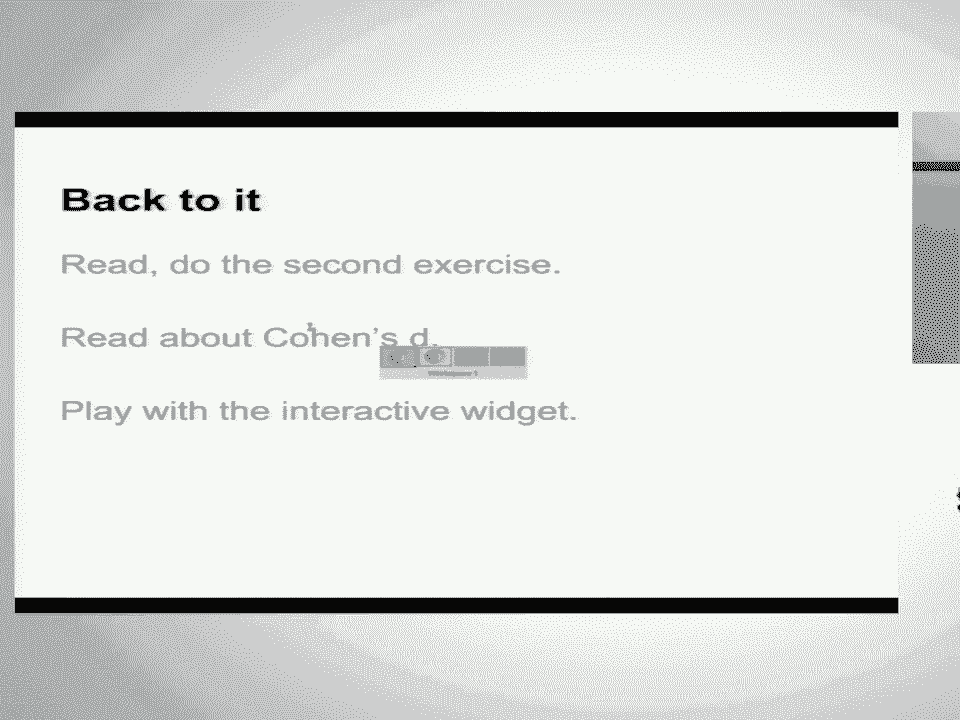 Back to it
Read, do the second exercise.
Read about Cohen's d.
Play with the interactive widget.